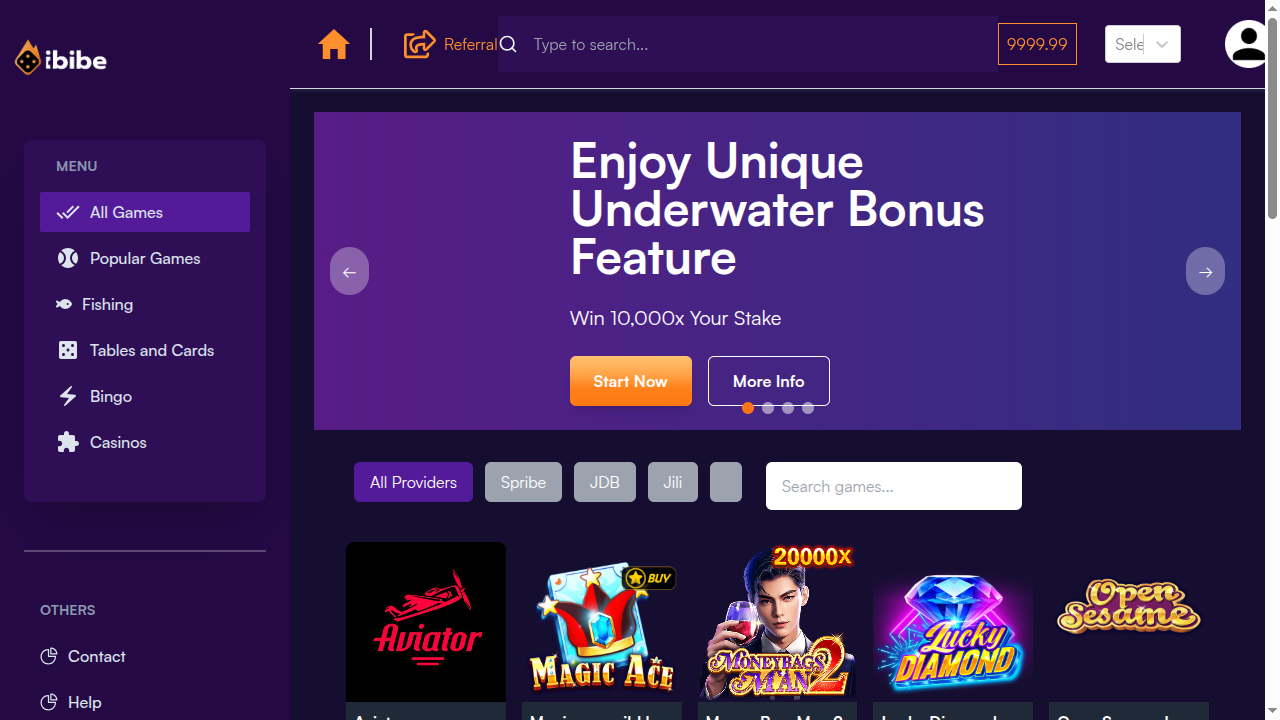 ibibe
Referral
Type to search...
9999.99
Sele
MENU
All Games
Popular Games
Fishing
Tables and Cards
Bingo
Casinos
OTHERS
Contact
Help
Enjoy Unique
Underwater Bonus
Feature
Win 10,000x Your Stake
Start Now
More Info
All Providers
Spribe
JDB
Jili
Search games...
Aviator
BUY
MAGIC ACE
20000X
MONEYBAGS
MAN 2
Lucky
DIAMOND
Open
Sesame
Aviator